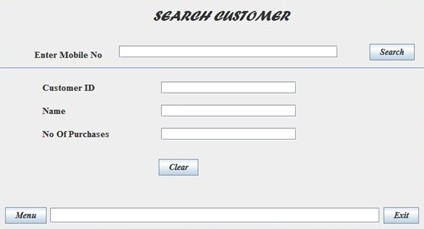 SEARCH CUSTOMER
Enter Mobile No Search
Customer ID
Name
No Of Purchases
Clear
Menu Exit